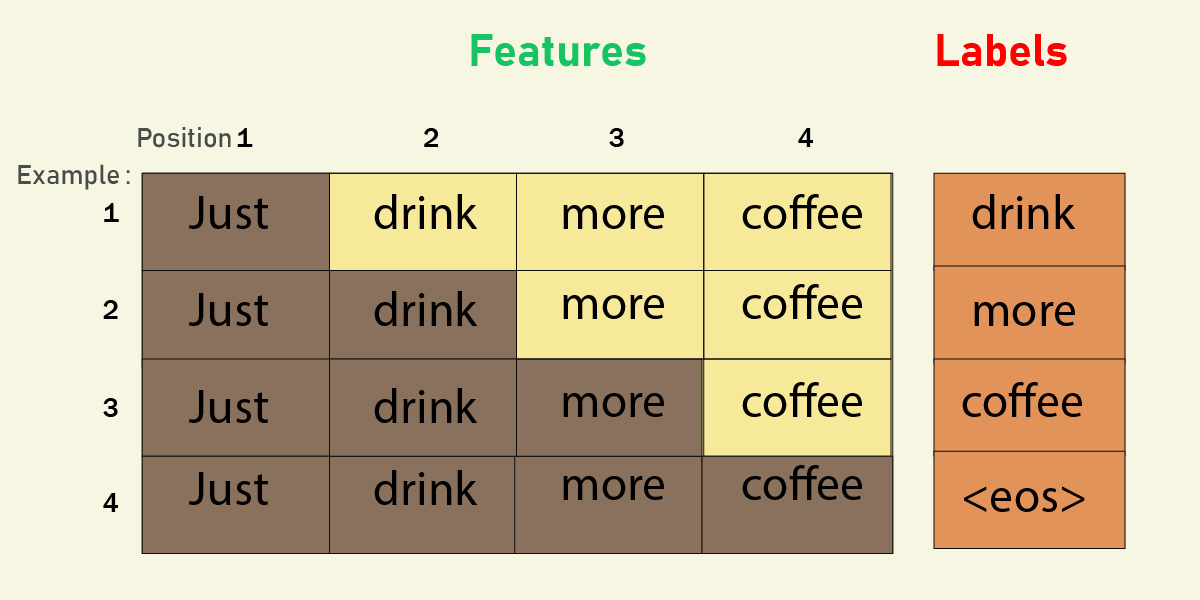 Features Labels
Position 1 2 3 4
Example :
1 Just drink more coffee drink
2 Just drink more coffee more
3 Just drink more coffee coffee
4 Just drink more coffee <eos>